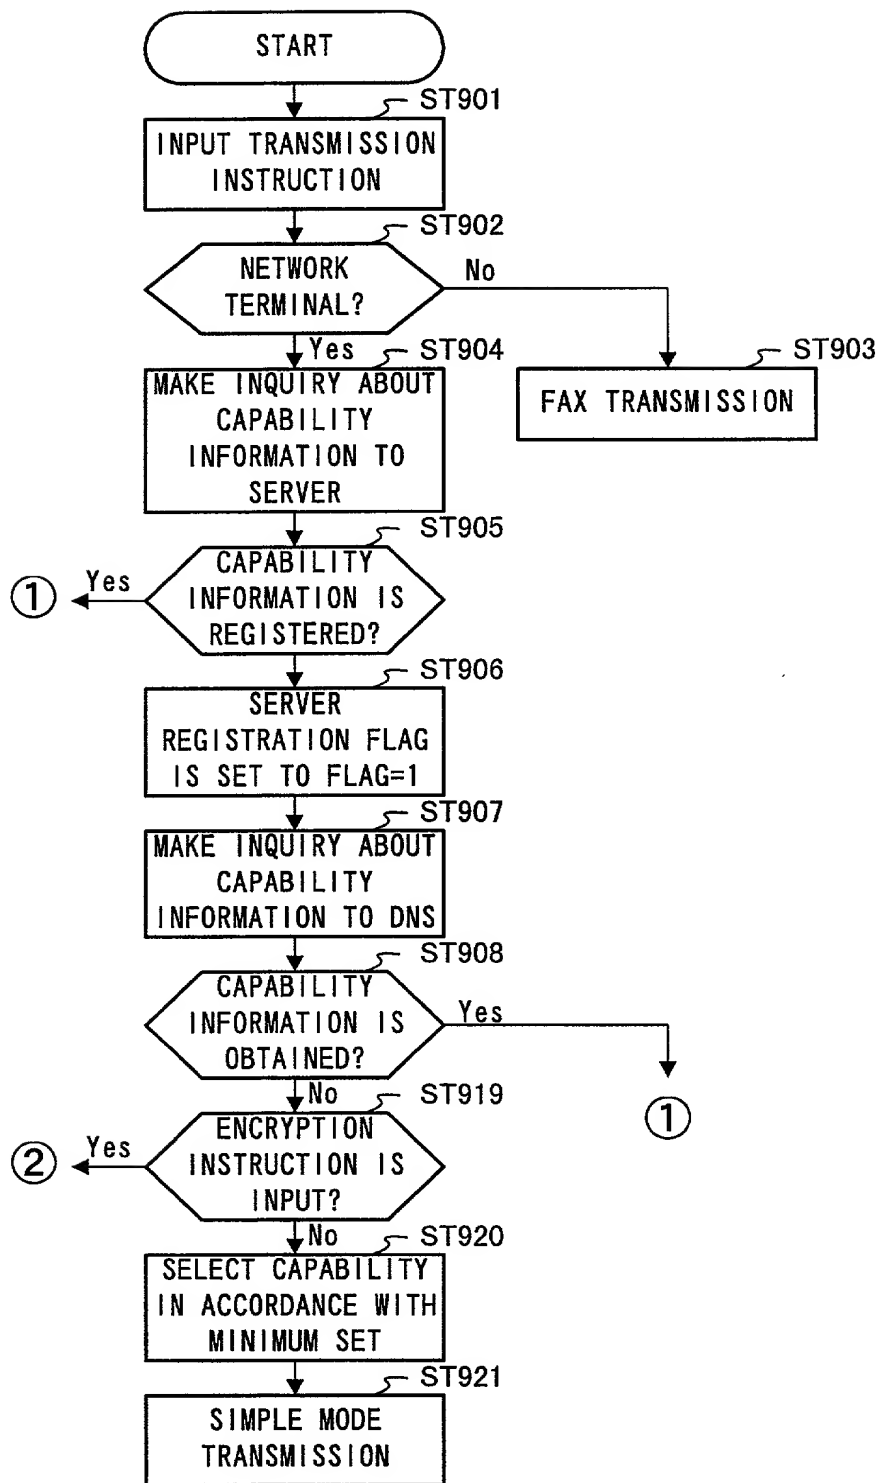 START
ST901
INPUT TRANSMISSION
INSTRUCTION
ST902
NETWORK
TERMINAL?
No
Yes
ST904
ST903
MAKE INQUIRY ABOUT
CAPABILITY
INFORMATION TO
SERVER
FAX TRANSMISSION
ST905
CAPABILITY
INFORMATION IS
REGISTERED?
Yes
①
ST906
SERVER
REGISTRATION FLAG
IS SET TO FLAG=1
ST907
MAKE INQUIRY ABOUT
CAPABILITY
INFORMATION TO DNS
ST908
CAPABILITY
INFORMATION IS
OBTAINED?
Yes
①
No
ST919
ENCRYPTION
INSTRUCTION IS
INPUT?
Yes
②
No
ST920
SELECT CAPABILITY
IN ACCORDANCE WITH
MINIMUM SET
ST921
SIMPLE MODE
TRANSMISSION